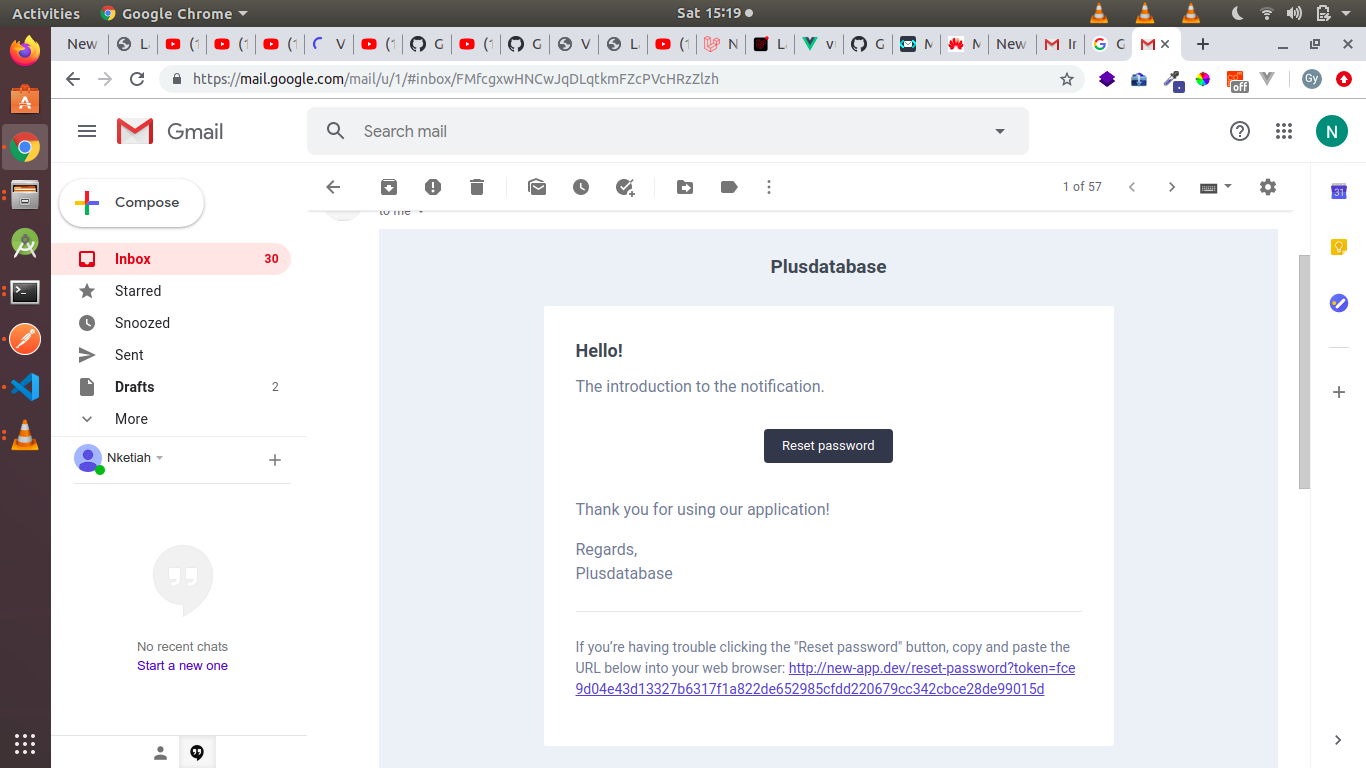 Activities
Google Chrome
Sat 15:19
New
L
(1
(1
(1
V
(1
G
(1
G
V
L
(1
N
L
v
G
M
M
New
Ir
G
https://mail.google.com/mail/u/1/#inbox/FMfcgxwHNCwJqDLqtkmFZcPVcHRzZlzh
off
Gy
Gmail
Search mail
N
Compose
1 of 57
31
to me
Inbox 30
Starred
Snoozed
Sent
Drafts 2
More
Nketiah
No recent chats
Start a new one
Plusdatabase
Hello!
The introduction to the notification.
Reset password
Thank you for using our application!
Regards,
Plusdatabase
If you’re having trouble clicking the "Reset password" button, copy and paste the
URL below into your web browser: http://new-app.dev/reset-password?token=fce
9d04e43d13327b6317f1a822de652985cfdd220679cc342cbce28de99015d